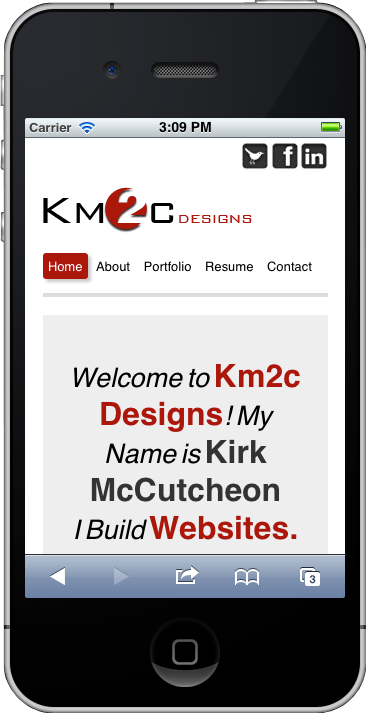 Carrier 3:09 PM
f in
Km2c DESIGNS
Home About Portfolio Resume Contact
Welcome to Km2c
Designs! My
Name is Kirk
McCutcheon
I Build Websites.
3